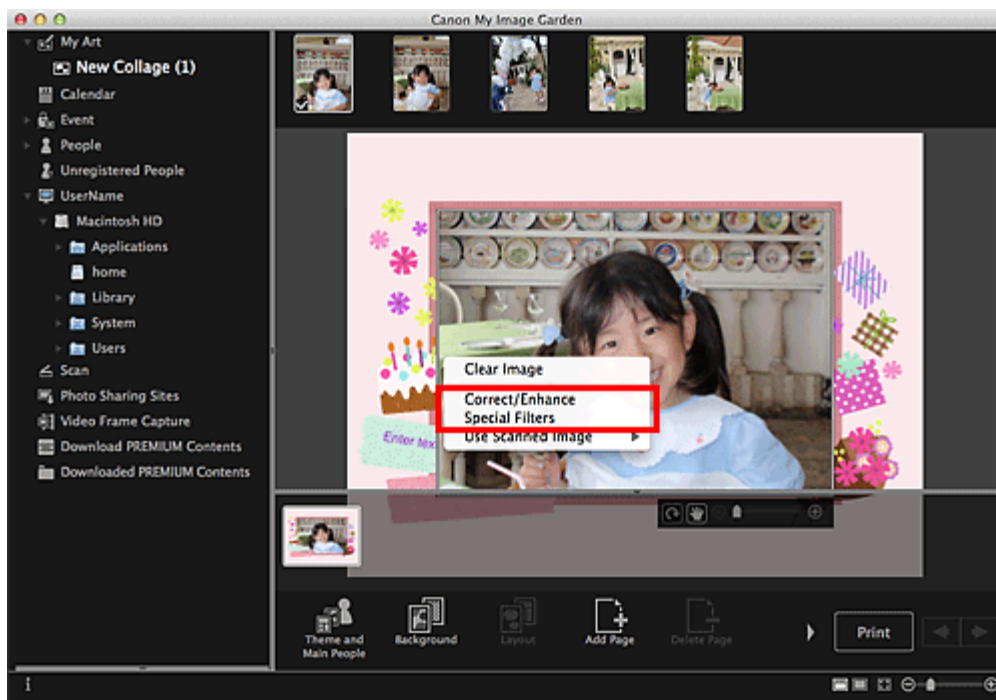 Canon My Image Garden
My Art
New Collage (1)
Calendar
Event
People
Unregistered People
UserName
Macintosh HD
Applications
home
Library
System
Users
Scan
Photo Sharing Sites
Video Frame Capture
Download PREMIUM Contents
Downloaded PREMIUM Contents
Clear Image
Correct/Enhance
Special Filters
Use Scanned Image
Enter tex
Theme and
Main People
Background
Layout
Add Page
Delete Page
Print